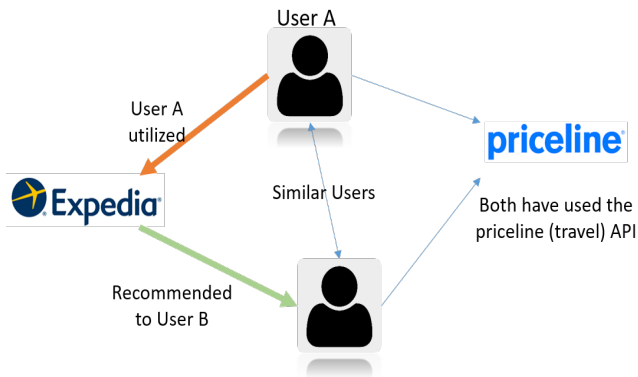 User A
User A
utilized
priceline
Expedia
Similar Users
Both have used the
priceline (travel) API
Recommended
to User B